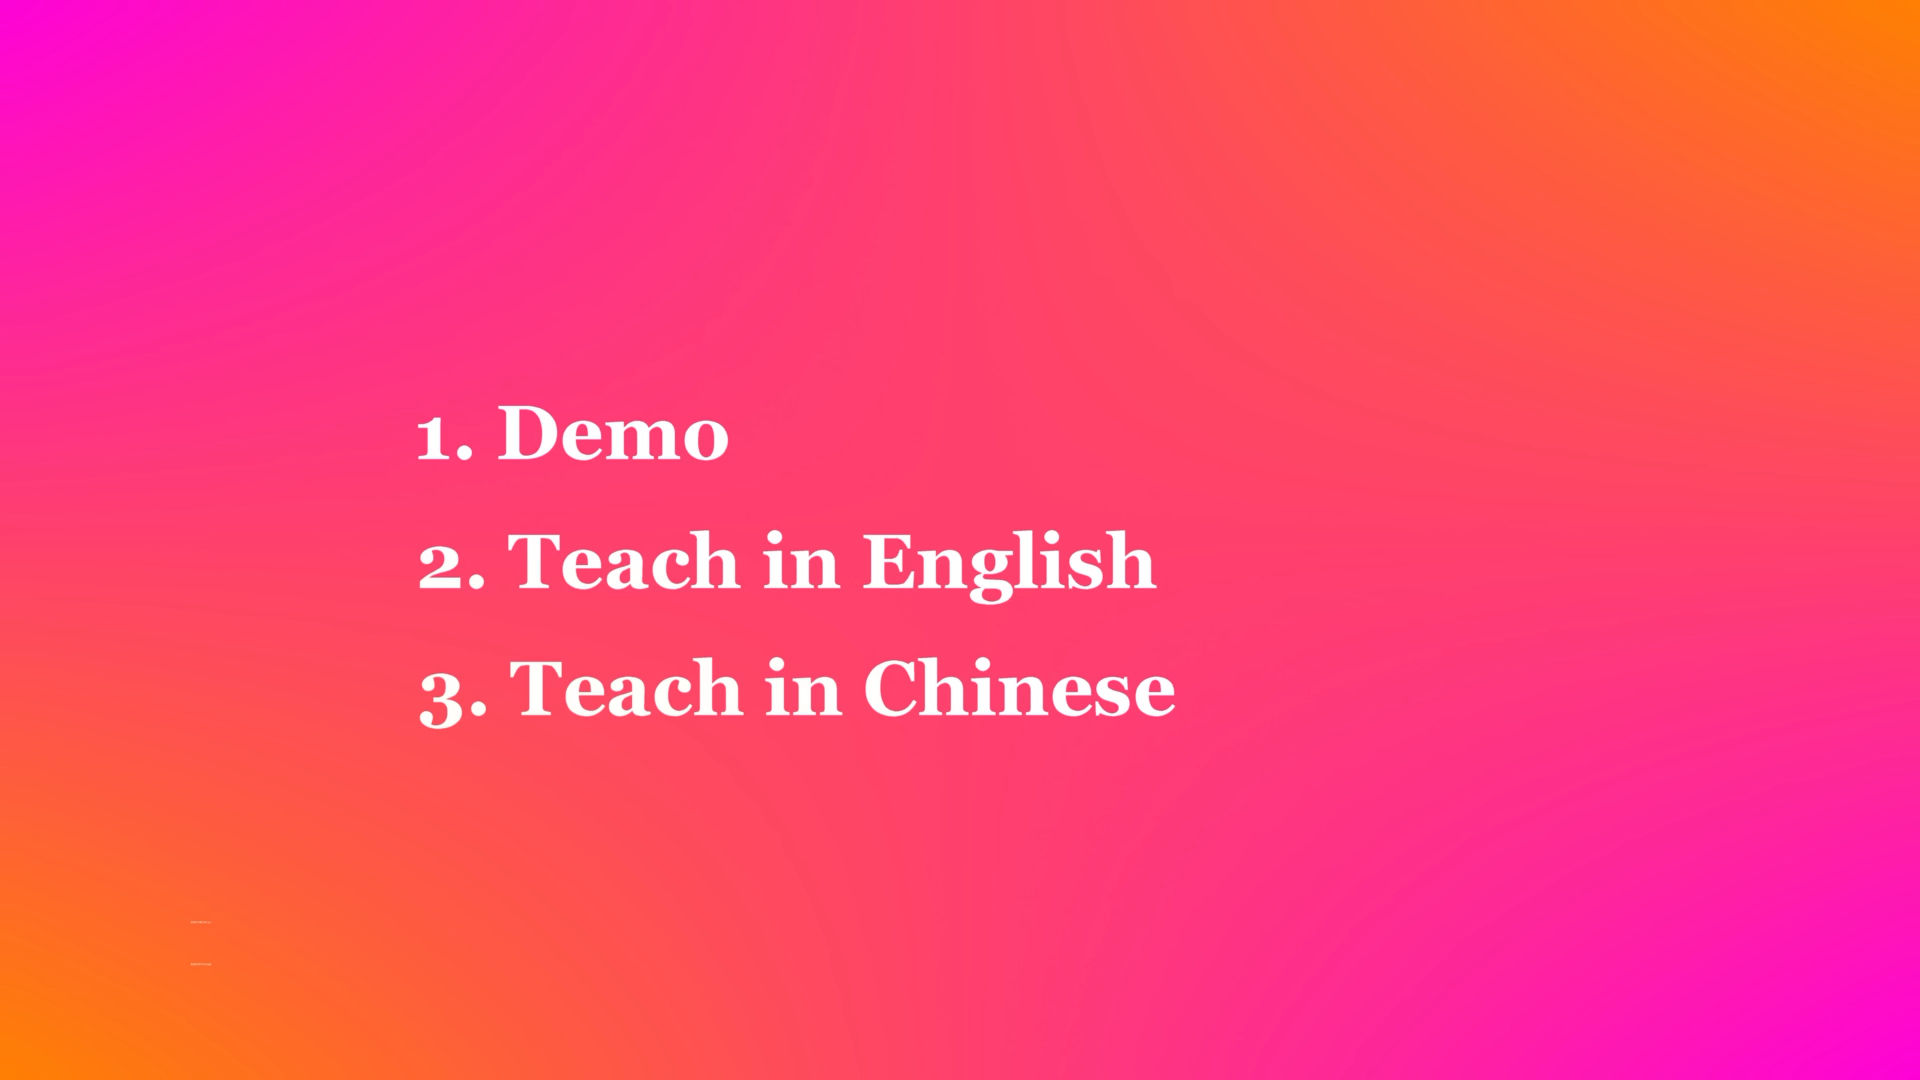 1. Demo
2. Teach in English
3. Teach in Chinese